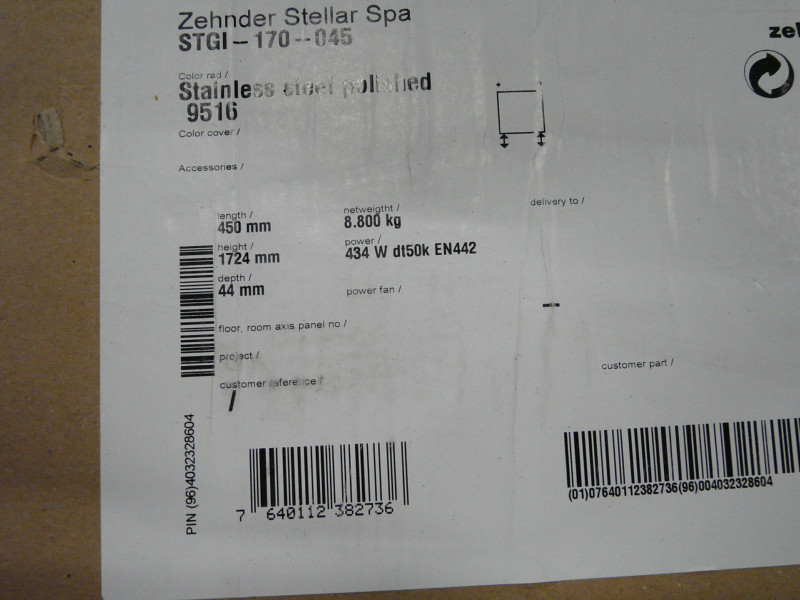 Zehnder Stellar Spa
STGI - 170 - 045
zeh
Color rad /
Stainless steel polished
9516
Color cover /
Accessories /
length /
450 mm
netweigtht /
8.800 kg
delivery to /
height /
1724 mm
power /
434 W dt50k EN442
depth /
44 mm
power fan /
floor, room axis panel no /
project /
customer part /
customer reference /
/
PIN (96)4032328604
7 640112 382736
(01)07640112382736(96)004032328604